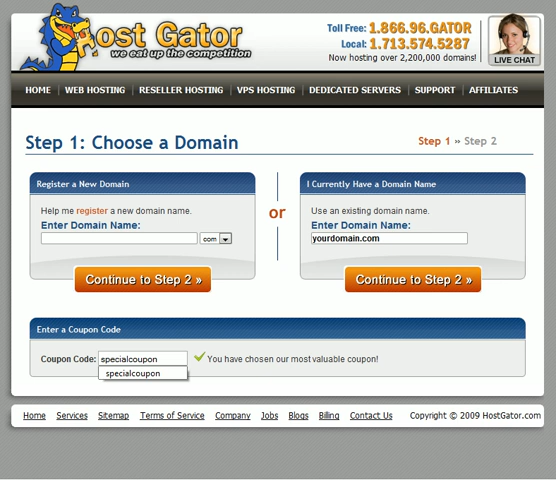 Host Gator
we eat up the competition
Toll Free: 1.866.96.GATOR
Local: 1.713.574.5287
Now hosting over 2,200,000 domains!
LIVE CHAT
HOME WEB HOSTING RESELLER HOSTING VPS HOSTING DEDICATED SERVERS SUPPORT AFFILIATES
Step 1: Choose a Domain
Step 1 » Step 2
Register a New Domain
Help me register a new domain name.
Enter Domain Name:
com
Continue to Step 2 »
or
I Currently Have a Domain Name
Use an existing domain name.
Enter Domain Name:
yourdomain.com
Continue to Step 2 »
Enter a Coupon Code
Coupon Code: specialcoupon You have chosen our most valuable coupon!
specialcoupon
Home Services Sitemap Terms of Service Company Jobs Blogs Billing Contact Us Copyright © 2009 HostGator.com